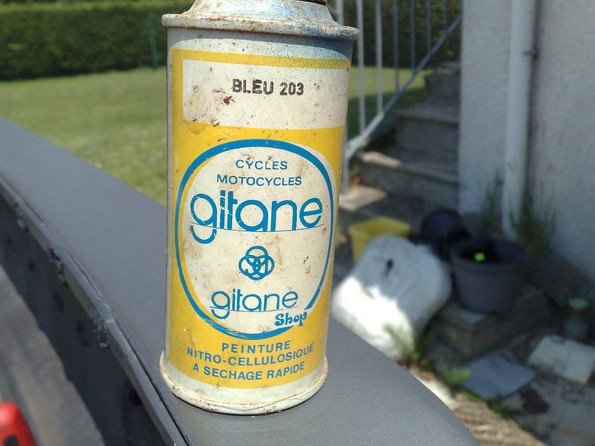 BLEU 203
CYCLES
MOTOCYCLES
gitane
gitane
Shop
PEINTURE
NITRO-CELLULOSIQUE
A SECHAGE RAPIDE